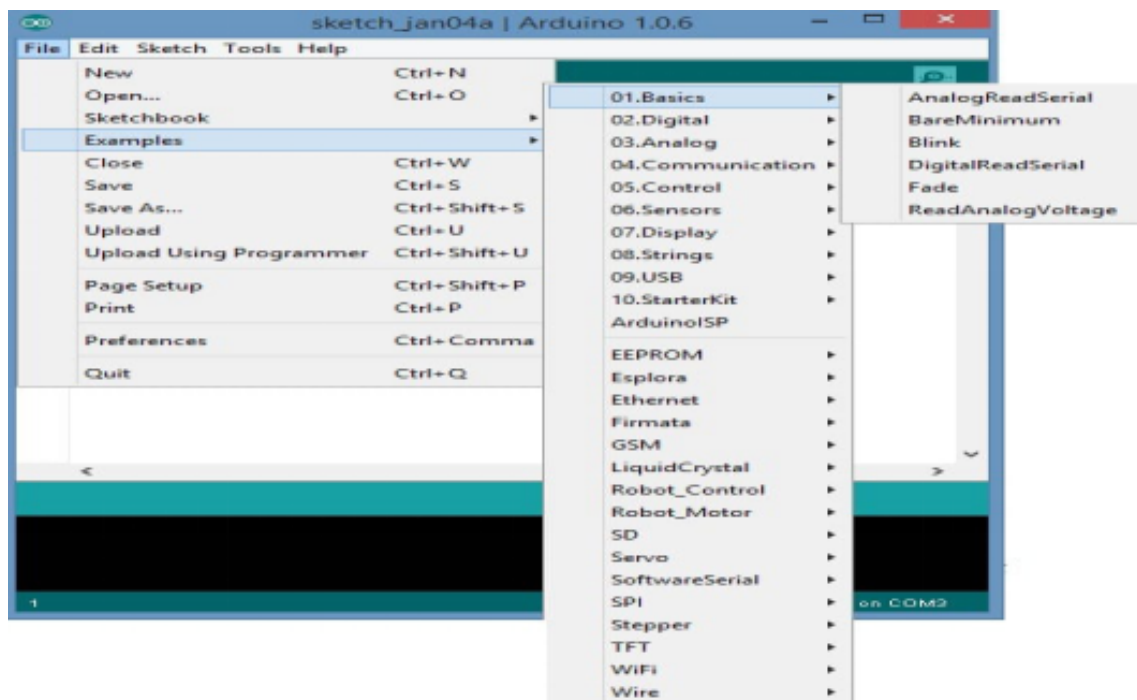 sketch_jan04a | Arduino 1.0.6
File Edit Sketch Tools Help
New Ctrl+N
Open... Ctrl+O
Sketchbook
Examples
Close Ctrl+W
Save Ctrl+S
Save As... Ctrl+Shift+S
Upload Ctrl+U
Upload Using Programmer Ctrl+Shift+U
Page Setup Ctrl+Shift+P
Print Ctrl+P
Preferences Ctrl+Comma
Quit Ctrl+Q
01.Basics
02.Digital
03.Analog
04.Communication
05.Control
06.Sensors
07.Display
08.Strings
09.USB
10.StarterKit
ArduinoISP
EEPROM
Esplora
Ethernet
Firmata
GSM
LiquidCrystal
Robot_Control
Robot_Motor
SD
Servo
SoftwareSerial
SPI
Stepper
TFT
WiFi
Wire
AnalogReadSerial
BareMinimum
Blink
DigitalReadSerial
Fade
ReadAnalogVoltage
1
on COM3